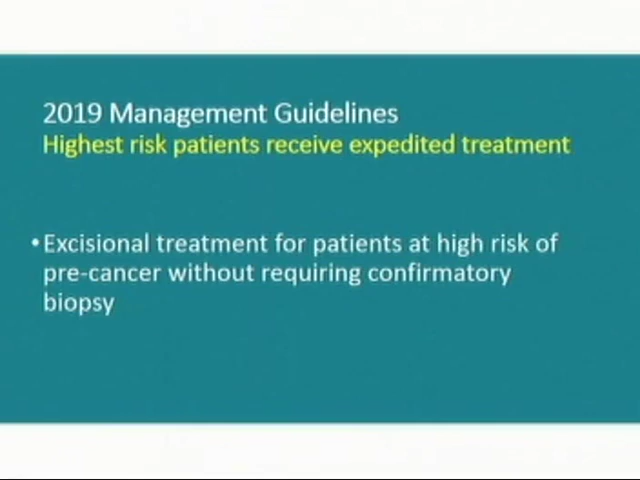 2019 Management Guidelines
Highest risk patients receive expedited treatment
•Excisional treatment for patients at high risk of
pre-cancer without requiring confirmatory
biopsy